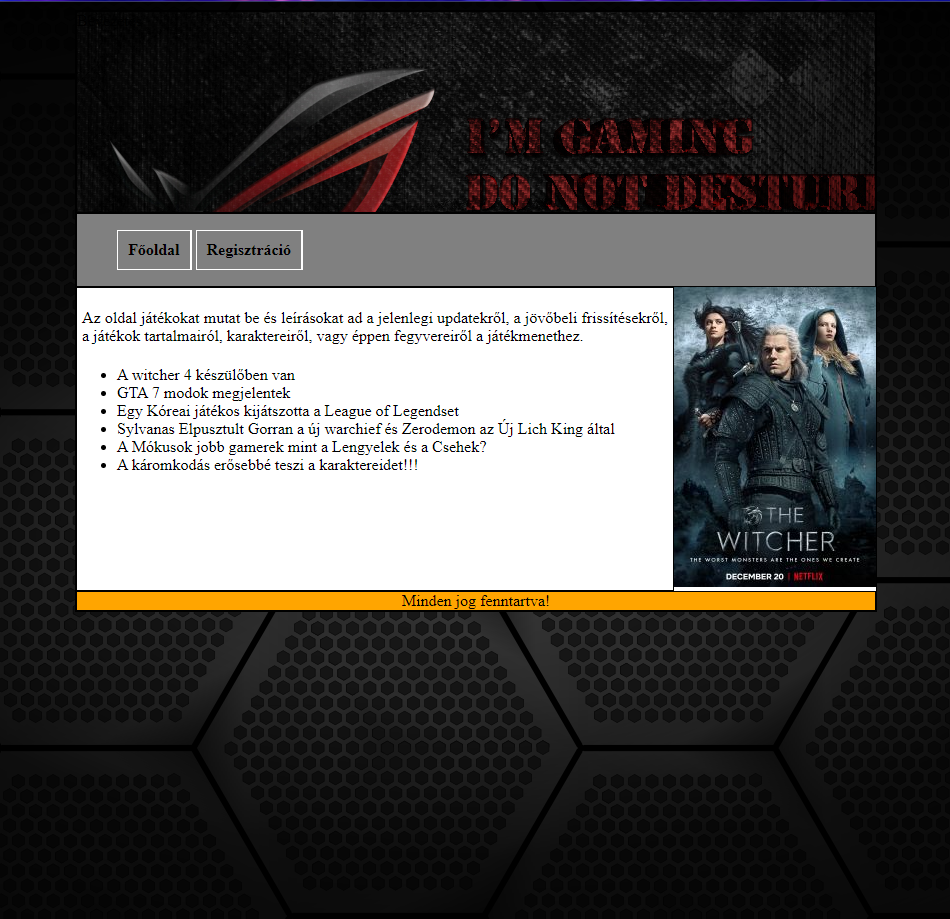 I'M GAMING
DO NOT DESTURB
Főoldal
Regisztráció
Az oldal játékokat mutat be és leírásokat ad a jelenlegi updatekről, a jövőbeli frissítésekről,
a játékok tartalmairól, karaktereiről, vagy éppen fegyvereiről a játékmenethez.
A witcher 4 készülőben van
GTA 7 modok megjelentek
Egy Kóreai játékos kijátszotta a League of Legendset
Sylvanas Elpusztult Gorran a új warchief és Zerodemon az Új Lich King által
A Mókusok jobb gamerek mint a Lengyelek és a Csehek?
A káromkodás erősebbé teszi a karaktereidet!!!
THE
WITCHER
THE WORST MONSTERS ARE THE ONES WE CREATE
DECEMBER 20 | NETFLIX
Minden jog fenntartva!